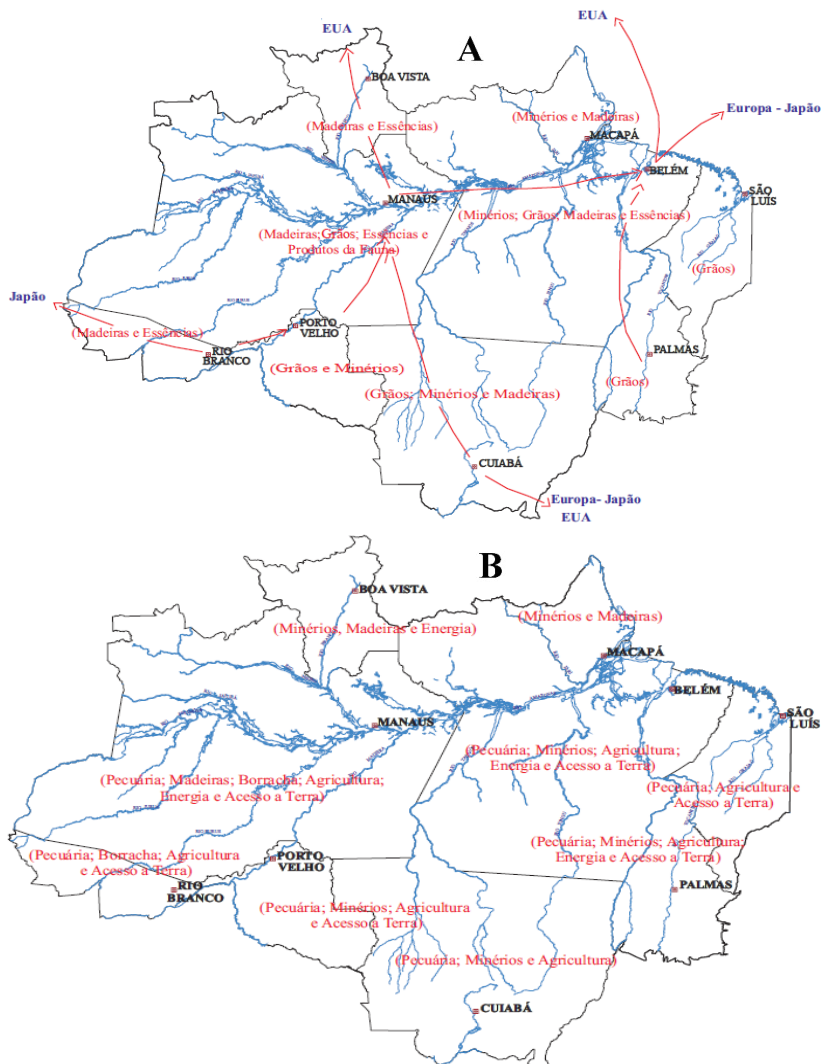 EUA
EUA
A
BOA VISTA
Europa - Japão
(Minérios e Madeiras)
(Madeiras e Essências)
MACAPÁ
BELÉM
SÃO
LUÍS
MANAUS
(Minérios; Grãos; Madeiras e Essências)
(Madeiras;Grãos; Essências e
Produtos da Fauna)
(Grãos)
Japão
(Madeiras e Essências)
PORTO
VELHO
RIO
BRANCO
PALMAS
(Grãos e Minérios)
(Grãos; Minérios e Madeiras)
(Grãos)
CUIABÁ
Europa- Japão
EUA
B
BOA VISTA
(Minérios e Madeiras)
(Minérios, Madeiras e Energia)
MACAPÁ
BELÉM
SÃO
LUÍS
MANAUS
(Pecuária; Minérios; Agricultura;
Energia e Acesso a Terra)
(Pecuária; Madeiras; Borracha; Agricultura;
Energia e Acesso a Terra)
(Pecuária; Agricultura e
Acesso a Terra)
(Pecuária; Minérios; Agricultura;
Energia e Acesso a Terra)
(Pecuária; Borracha; Agricultura
e Acesso a Terra)
PORTO
VELHO
RIO
BRANCO
PALMAS
(Pecuária; Minérios; Agricultura
e Acesso a Terra)
(Pecuária; Minérios e Agricultura)
CUIABÁ